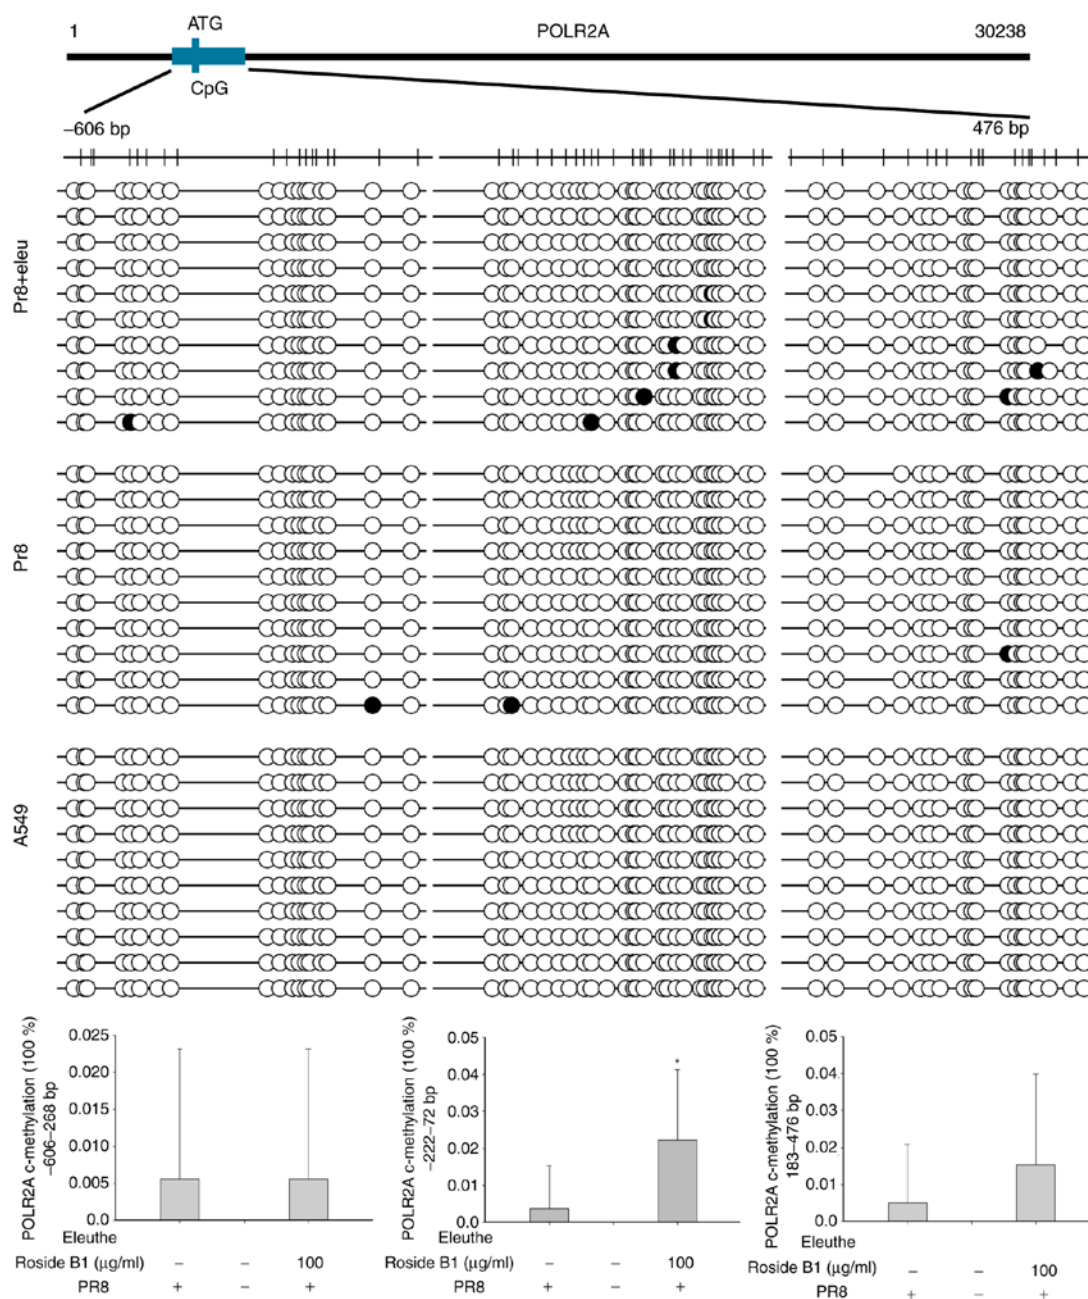 1 ATG POLR2A 30238
CpG
–606 bp 476 bp
Pr8+eleu
Pr8
A549
POLR2A c-methylation (100 %)
–606–268 bp
0.025
0.020
0.015
0.010
0.005
0.0
Eleuthe
Roside B1 (µg/ml) – – 100
PR8 + – +
POLR2A c-methylation (100 %)
–222–72 bp
0.05
0.04
0.03
0.02
0.01
0.0
*
Eleuthe
Roside B1 (µg/ml) – – 100
PR8 + – +
POLR2A c-methylation (100 %)
183–476 bp
0.05
0.04
0.03
0.02
0.01
0.0
Eleuthe
Roside B1 (µg/ml) – – 100
PR8 + – +